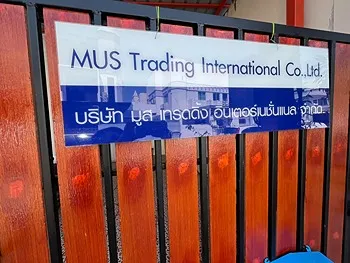 MUS Trading International Co.,Ltd.
บริษัท มูส เทรดดิ้ง อินเตอร์เนชั่นแนล จำกัด.